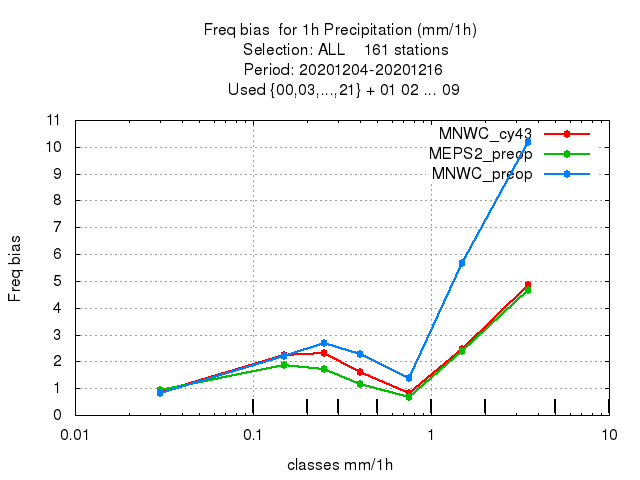 Freq bias  for 1h Precipitation (mm/1h)
Selection: ALL    161 stations
Period: 20201204-20201216
Used {00,03,...,21} + 01 02 ... 09
11
10
9
8
7
6
5
4
3
2
1
0
Freq bias
MNWC_cy43
MEPS2_preop
MNWC_preop
0.01
0.1
1
10
classes mm/1h